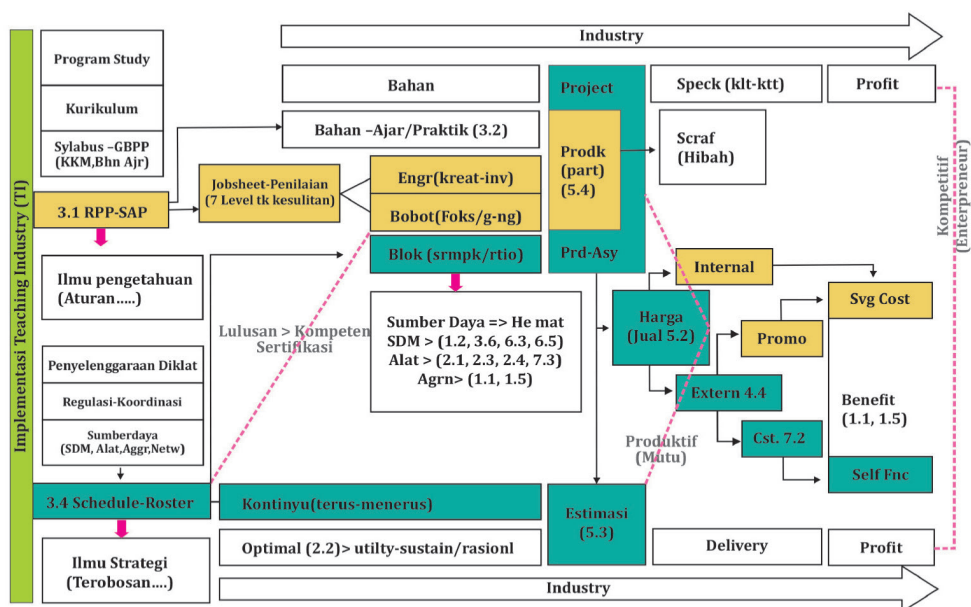 Industry
Implementasi Teaching Industry (TI)
Program Study
Kurikulum
Sylabus –GBPP
(KKM,Bhn Ajr)
3.1 RPP-SAP
Ilmu pengetahuan
(Aturan.....)
Penyelenggaraan Diklat
Regulasi-Koordinasi
Sumberdaya
(SDM, Alat,Aggr,Netw)
3.4 Schedule-Roster
Ilmu Strategi
(Terobosan....)
Bahan
Bahan –Ajar/Praktik (3.2)
Jobsheet-Penilaian
(7 Level tk kesulitan)
Engr(kreat-inv)
Bobot(Foks/g-ng)
Blok (srmpk/rtio)
Lulusan > Kompeten
Sertifikasi
Sumber Daya => He mat
SDM > (1.2, 3.6, 6.3, 6.5)
Alat > (2.1, 2.3, 2.4, 7.3)
Agrn> (1.1, 1.5)
Kontinyu(terus-menerus)
Optimal (2.2)> utilty-sustain/rasionl
Project
Prodk
(part)
(5.4)
Prd-Asy
Estimasi
(5.3)
Speck (klt-ktt)
Scraf
(Hibah)
Internal
Harga
(Jual 5.2)
Promo
Extern 4.4
Cst. 7.2
Produktif
(Mutu)
Delivery
Profit
Svg Cost
Benefit
(1.1, 1.5)
Self Fnc
Profit
Kompetitif
(Enterpreneur)
Industry